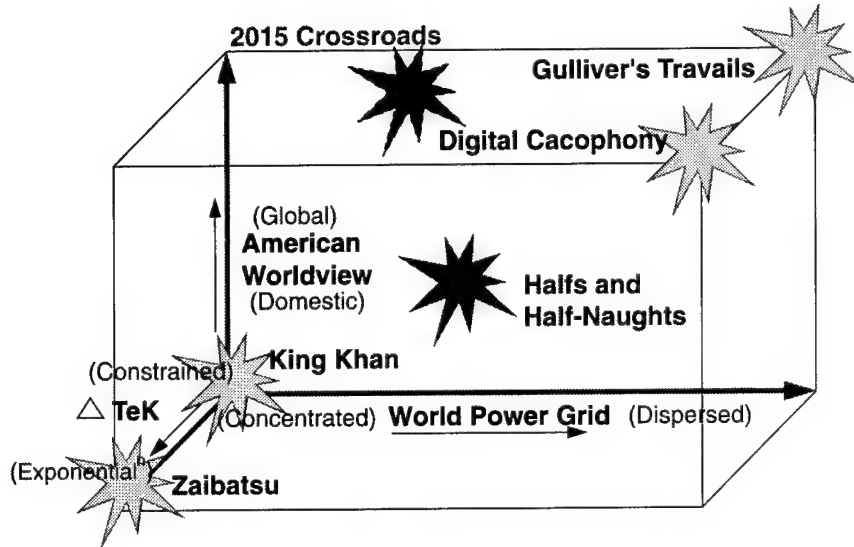 2015 Crossroads
Gulliver's Travails
Digital Cacophony
(Global)
American
Worldview
(Domestic)
Halfs and
Half-Naughts
King Khan
(Constrained)
△ TeK
(Concentrated) World Power Grid (Dispersed)
(Exponential n)
Zaibatsu